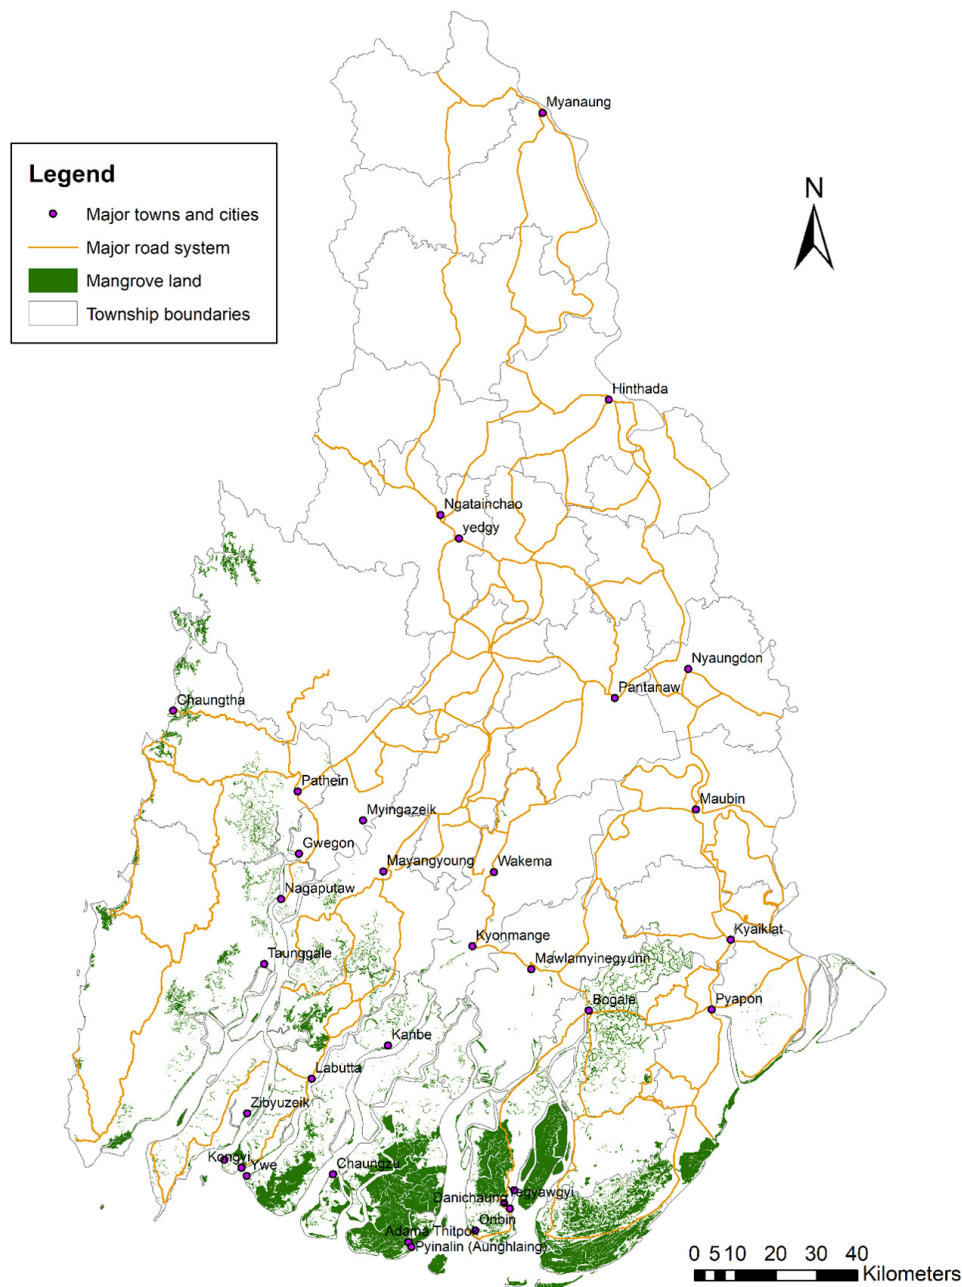 Myanaung
Legend
Major towns and cities
Major road system
Mangrove land
Township boundaries
N
Hinthada
Ngatainchao
yedgy
Nyaungdon
Pantanaw
Chaungtha
Pathein
Maubin
Myingazeik
Gwegon
Mayangyoung
Wakema
Nagaputaw
Kyaiklat
Kyonmange
Taunggale
Mawlamyinegyunn
Bogale
Pyapon
Kanbe
Labutta
Zibyuzeik
Kongyi
Ywe
Chaungzu
Yegyawgyi
Danichaung
Onbin
Adama Thitpok
Pyinalin (Aunghlaing)
0 5 10 20 30 40
Kilometers